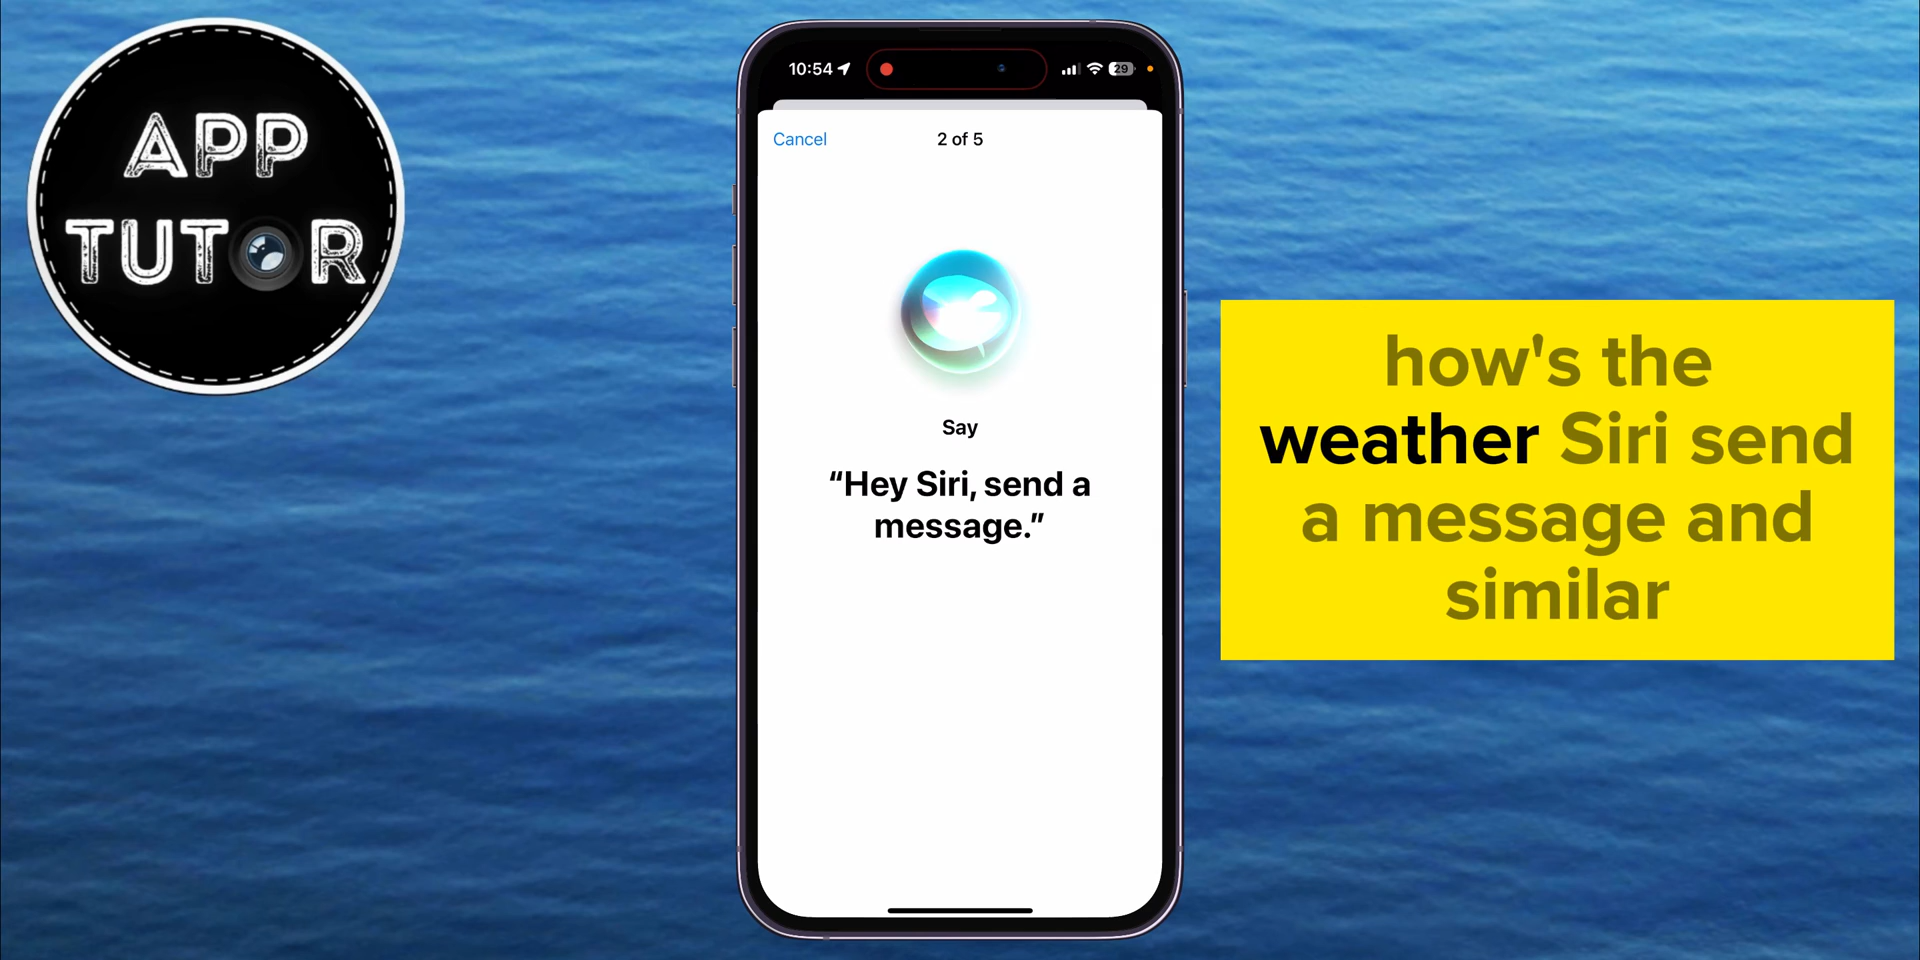 APP
TUTOR
10:54
29
Cancel
2 of 5
Say
“Hey Siri, send a
message.”
how's the
weather Siri send
a message and
similar